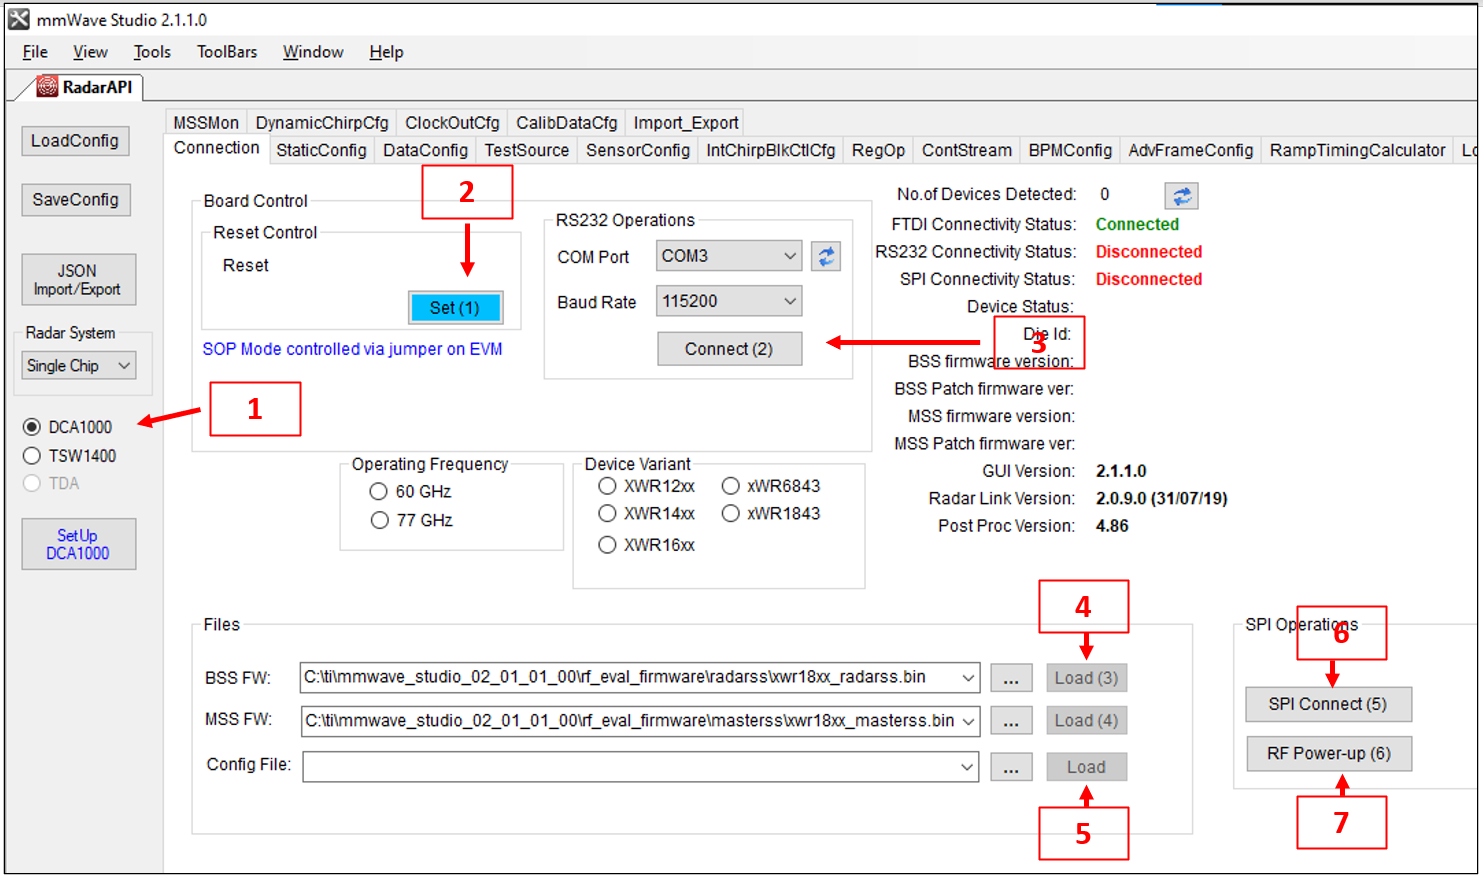 mmWave Studio 2.1.1.0
File View Tools ToolBars Window Help
RadarAPI
MSSMon DynamicChirpCfg ClockOutCfg CalibDataCfg Import_Export
Connection StaticConfig DataConfig TestSource SensorConfig IntChirpBlkCtlCfg RegOp ContStream BPMConfig AdvFrameConfig RampTimingCalculator Lo
LoadConfig
SaveConfig
JSON
Import/Export
Radar System
Single Chip
DCA1000
TSW1400
TDA
SetUp
DCA1000
1
Board Control
Reset Control
Reset
2
Set (1)
SOP Mode controlled via jumper on EVM
RS232 Operations
COM Port COM3
Baud Rate 115200
Connect (2)
3
No.of Devices Detected: 0
FTDI Connectivity Status: Connected
RS232 Connectivity Status: Disconnected
SPI Connectivity Status: Disconnected
Device Status:
Die Id:
BSS firmware version:
BSS Patch firmware ver:
MSS firmware version:
MSS Patch firmware ver:
GUI Version: 2.1.1.0
Radar Link Version: 2.0.9.0 (31/07/19)
Post Proc Version: 4.86
Operating Frequency
60 GHz
77 GHz
Device Variant
XWR12xx xWR6843
XWR14xx xWR1843
XWR16xx
Files
4
BSS FW: C:\ti\mmwave_studio_02_01_01_00\rf_eval_firmware\radarss\xwr18xx_radarss.bin ... Load (3)
MSS FW: C:\ti\mmwave_studio_02_01_01_00\rf_eval_firmware\masterss\xwr18xx_masterss.bin ... Load (4)
Config File: ... Load
5
SPI Operations
6
SPI Connect (5)
RF Power-up (6)
7